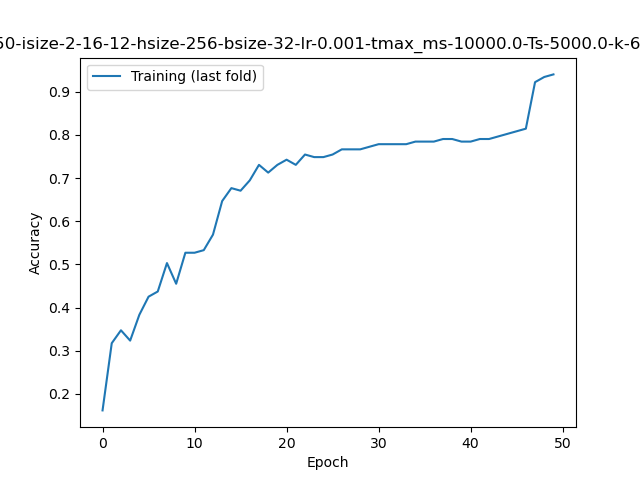 50-isize-2-16-12-hsize-256-bsize-32-lr-0.001-tmax_ms-10000.0-Ts-5000.0-k-6
Training (last fold)
0.9
0.8
0.7
0.6
0.5
0.4
0.3
0.2
Accuracy
0 10 20 30 40 50
Epoch